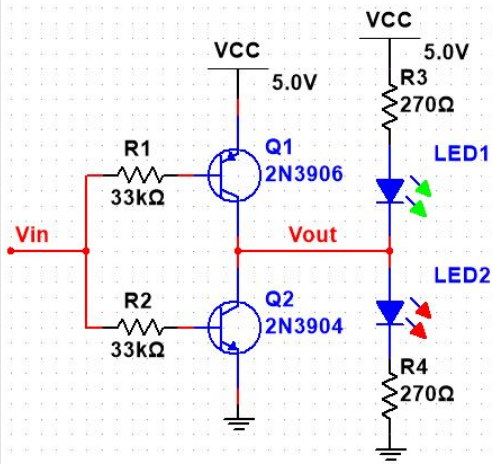 VCC
5.0V
VCC
5.0V
R3
270Ω
R1
33kΩ
Q1
2N3906
LED1
Vin
Vout
R2
33kΩ
Q2
2N3904
LED2
R4
270Ω